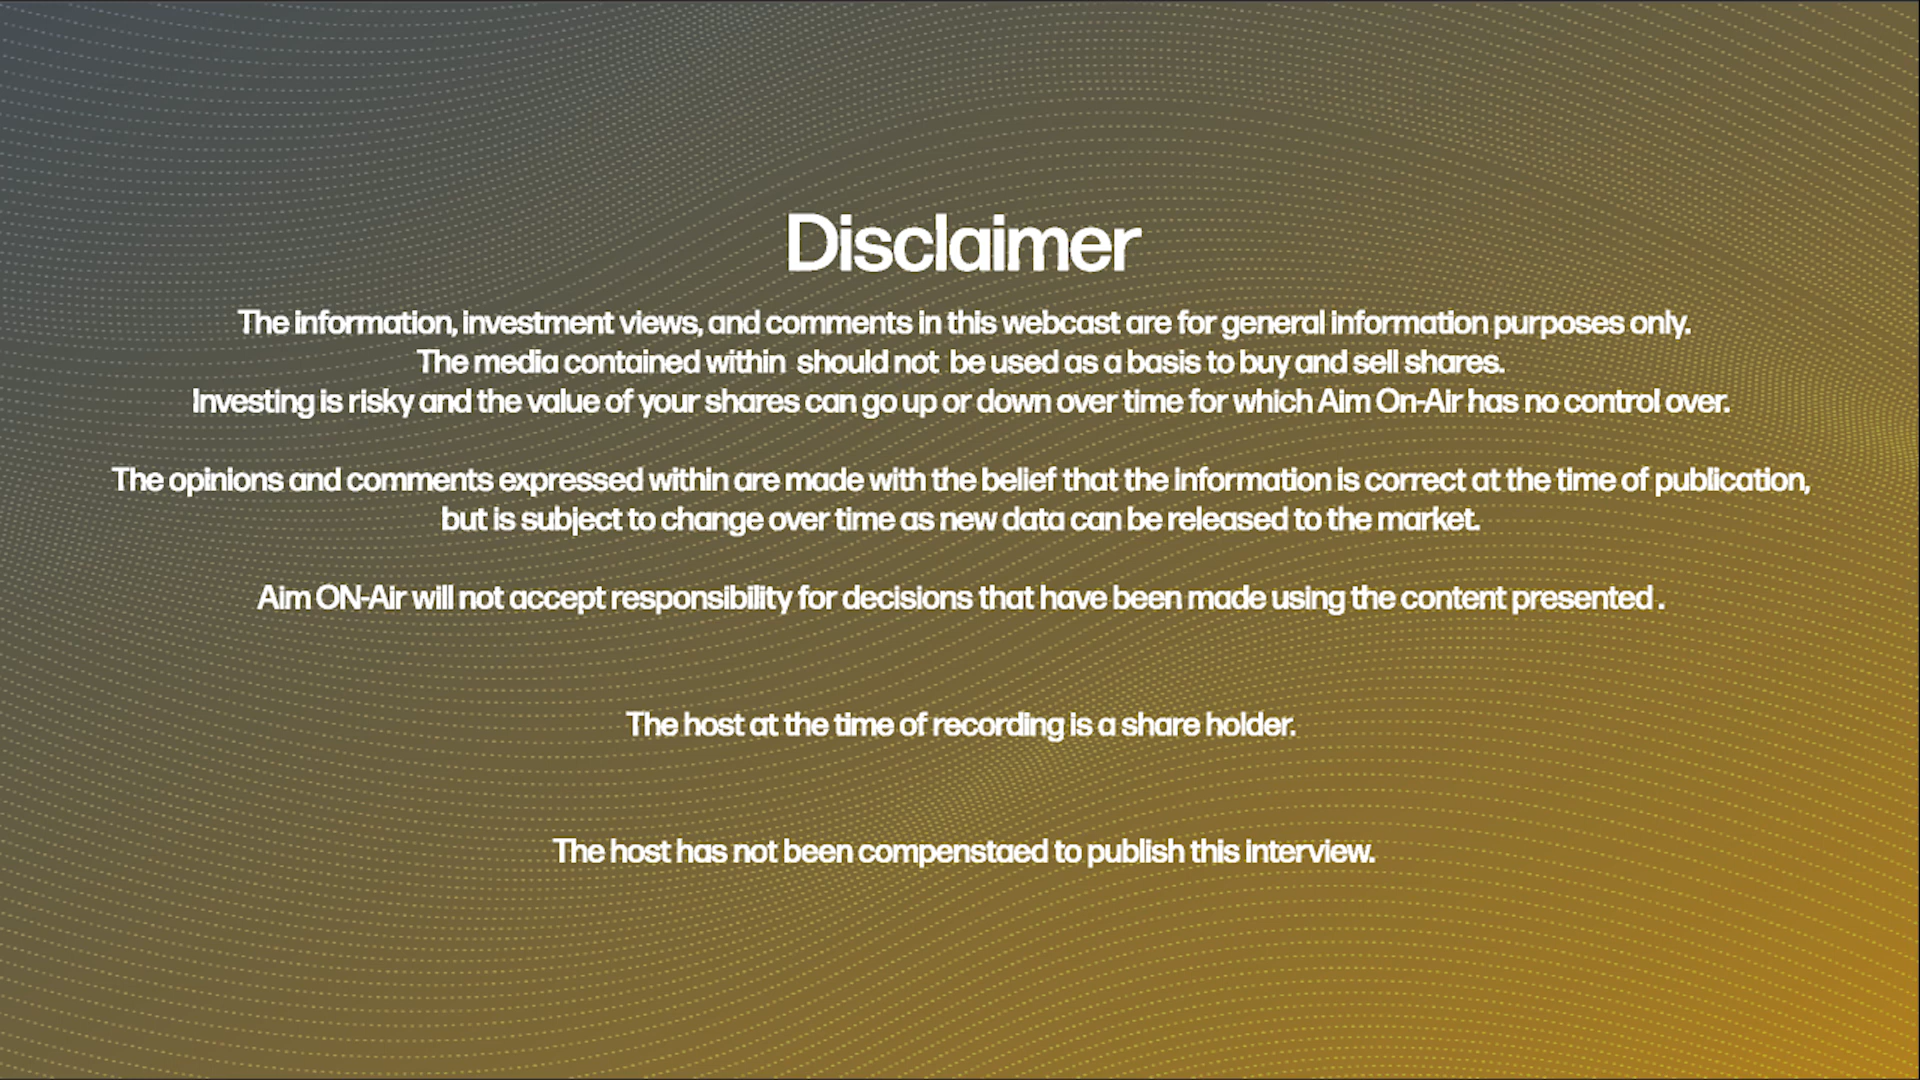 Disclaimer
The information, investment views, and comments in this webcast are for general information purposes only.
The media contained within should not be used as a basis to buy and sell shares.
Investing is risky and the value of your shares can go up or down over time for which Aim On-Air has no control over.
The opinions and comments expressed within are made with the belief that the information is correct at the time of publication,
but is subject to change over time as new data can be released to the market.
Aim ON-Air will not accept responsibility for decisions that have been made using the content presented .
The host at the time of recording is a share holder.
The host has not been compenstaed to publish this interview.